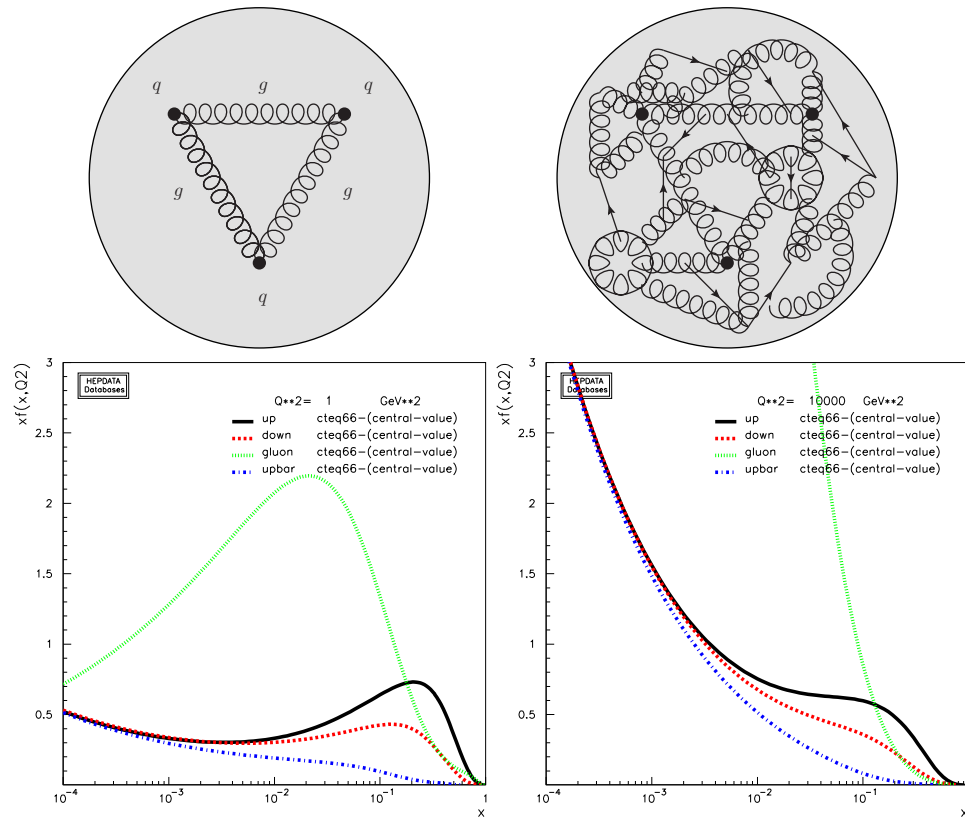 q
g
q
g
g
q
xf(x,Q2)
3
2.5
2
1.5
1
0.5
HEPDATA
Databases
Q**2= 1 GeV**2
up cteq66-(central-value)
down cteq66-(central-value)
gluon cteq66-(central-value)
upbar cteq66-(central-value)
10⁻⁴ 10⁻³ 10⁻² 10⁻¹ 1
x
xf(x,Q2)
3
2.5
2
1.5
1
0.5
HEPDATA
Databases
Q**2= 10000 GeV**2
up cteq66-(central-value)
down cteq66-(central-value)
gluon cteq66-(central-value)
upbar cteq66-(central-value)
10⁻⁴ 10⁻³ 10⁻² 10⁻¹
x